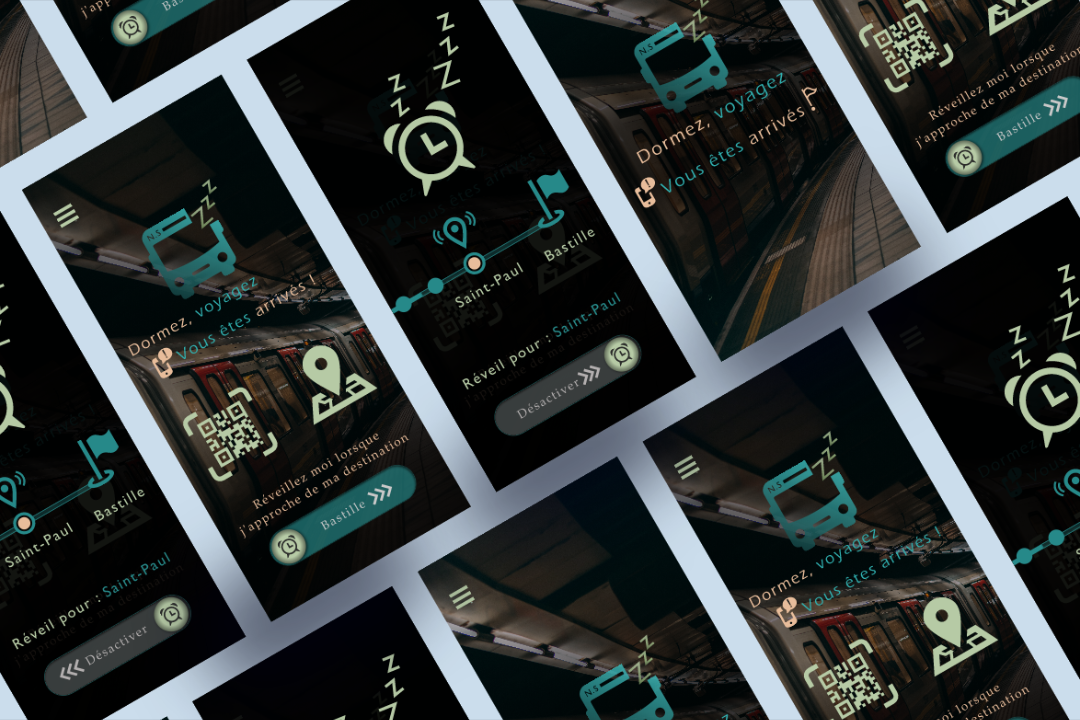 j'approche de ma destination
Bastille
z z z
z z
N.S
z z z
Dormez, voyagez
Vous êtes arrivés !
Réveillez moi lorsque
j'approche de ma destination
Bastille
N.S
z z z
Dormez, voyagez
Vous êtes arrivés !
Réveillez moi lorsque
j'approche de ma destination
Bastille
Saint-Paul
Bastille
Réveil pour : Saint-Paul
Désactiver
Saint-Paul
Bastille
Réveil pour : Saint-Paul
Désactiver
N.S
z z z
Dormez, voyagez
Vous êtes arrivés !
Réveillez moi lorsque
N.S
z z z
z z z
z z z
z z